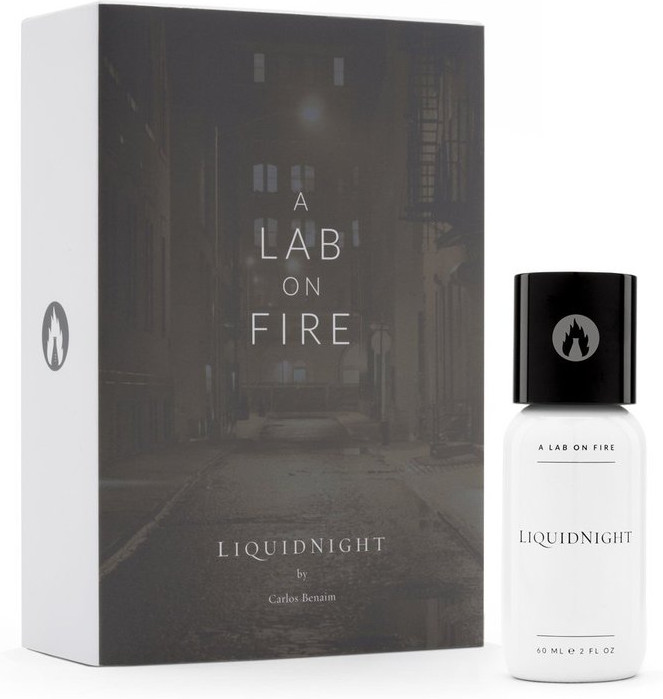 A
LAB
ON
FIRE
LIQUIDNIGHT
by
Carlos Benaim
A LAB ON FIRE
LIQUIDNIGHT
60 ML e 2 FL OZ